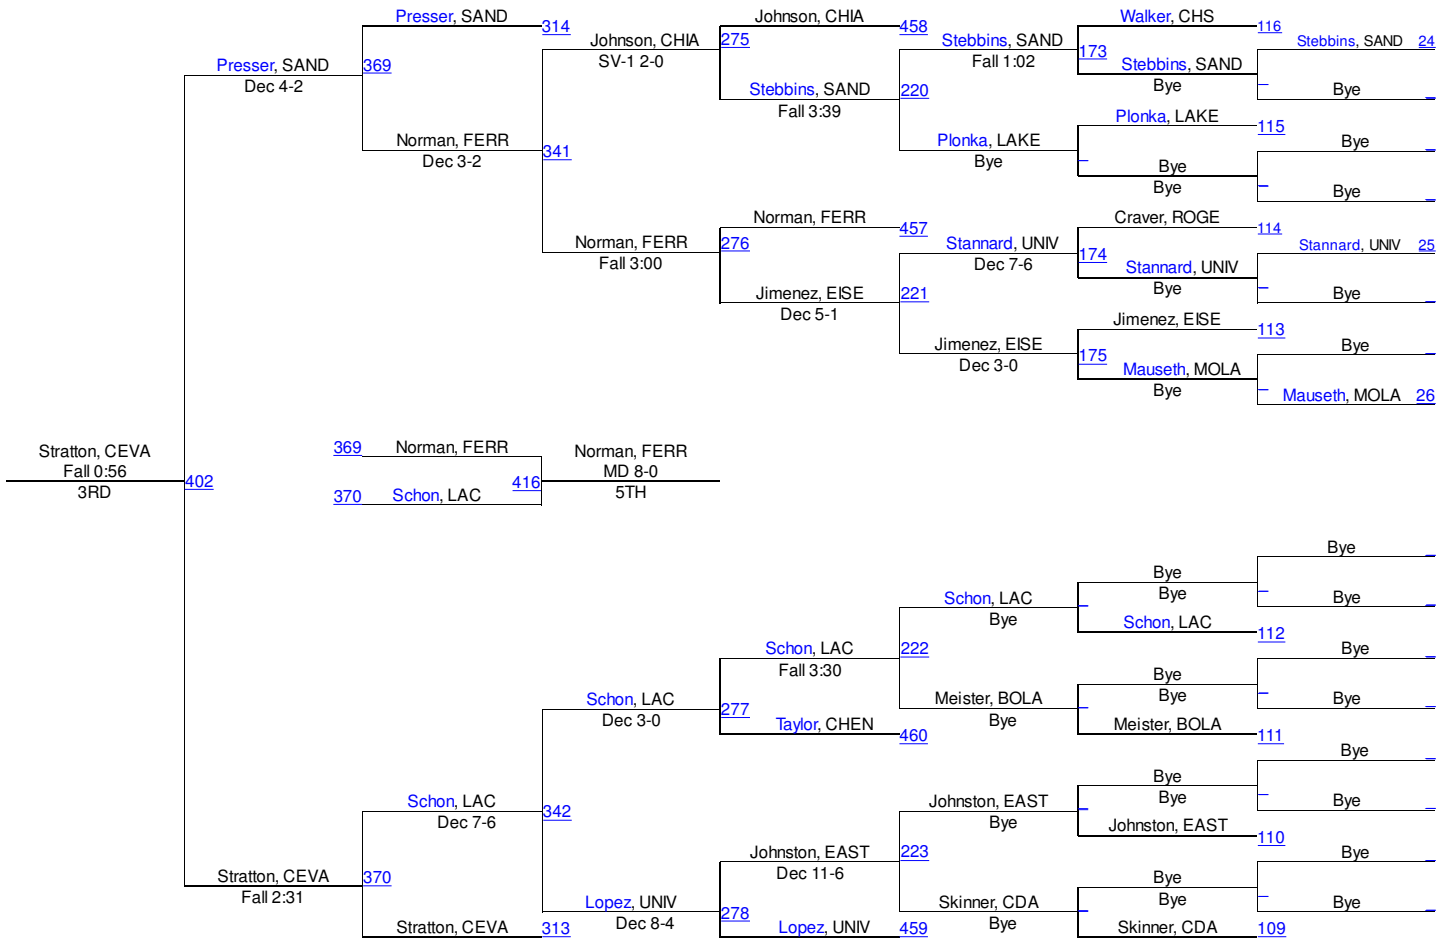 Presser, SAND
314
Johnson, CHIA
458
Walker, CHS
116
Johnson, CHIA
275
Stebbins, SAND
Stebbins, SAND 24
SV-1 2-0
Fall 1:02
173
Presser, SAND
369
Stebbins, SAND
Dec 4-2
Bye
Stebbins, SAND
220
Bye
Fall 3:39
Plonka, LAKE
115
Norman, FERR
341
Plonka, LAKE
Bye
Dec 3-2
Bye
Bye
Bye
Bye
Norman, FERR
457
Craver, ROGE
114
Norman, FERR
276
Stannard, UNIV
Stannard, UNIV 25
Fall 3:00
Dec 7-6
174
Stannard, UNIV
Bye
Jimenez, EISE
221
Bye
Dec 5-1
Jimenez, EISE
113
Jimenez, EISE
175
Bye
Dec 3-0
Mauseth, MOLA
Bye
Mauseth, MOLA 26
Stratton, CEVA
369 Norman, FERR
Norman, FERR
Fall 0:56
402
416
MD 8-0
3RD
370 Schon, LAC
5TH
Bye
Bye
Bye
Schon, LAC
Bye
Bye
Schon, LAC
112
Schon, LAC
222
Bye
Fall 3:30
Bye
Schon, LAC
277
Meister, BOLA
Bye
Bye
Dec 3-0
Bye
Taylor, CHEN
460
Meister, BOLA
111
Bye
Bye
Schon, LAC
342
Johnston, EAST
Bye
Bye
Dec 7-6
Bye
Johnston, EAST
110
Johnston, EAST
223
Bye
Dec 11-6
Stratton, CEVA
370
Bye
Fall 2:31
Lopez, UNIV
278
Skinner, CDA
Bye
Bye
Dec 8-4
Bye
Stratton, CEVA
313
Lopez, UNIV
459
Skinner, CDA
109